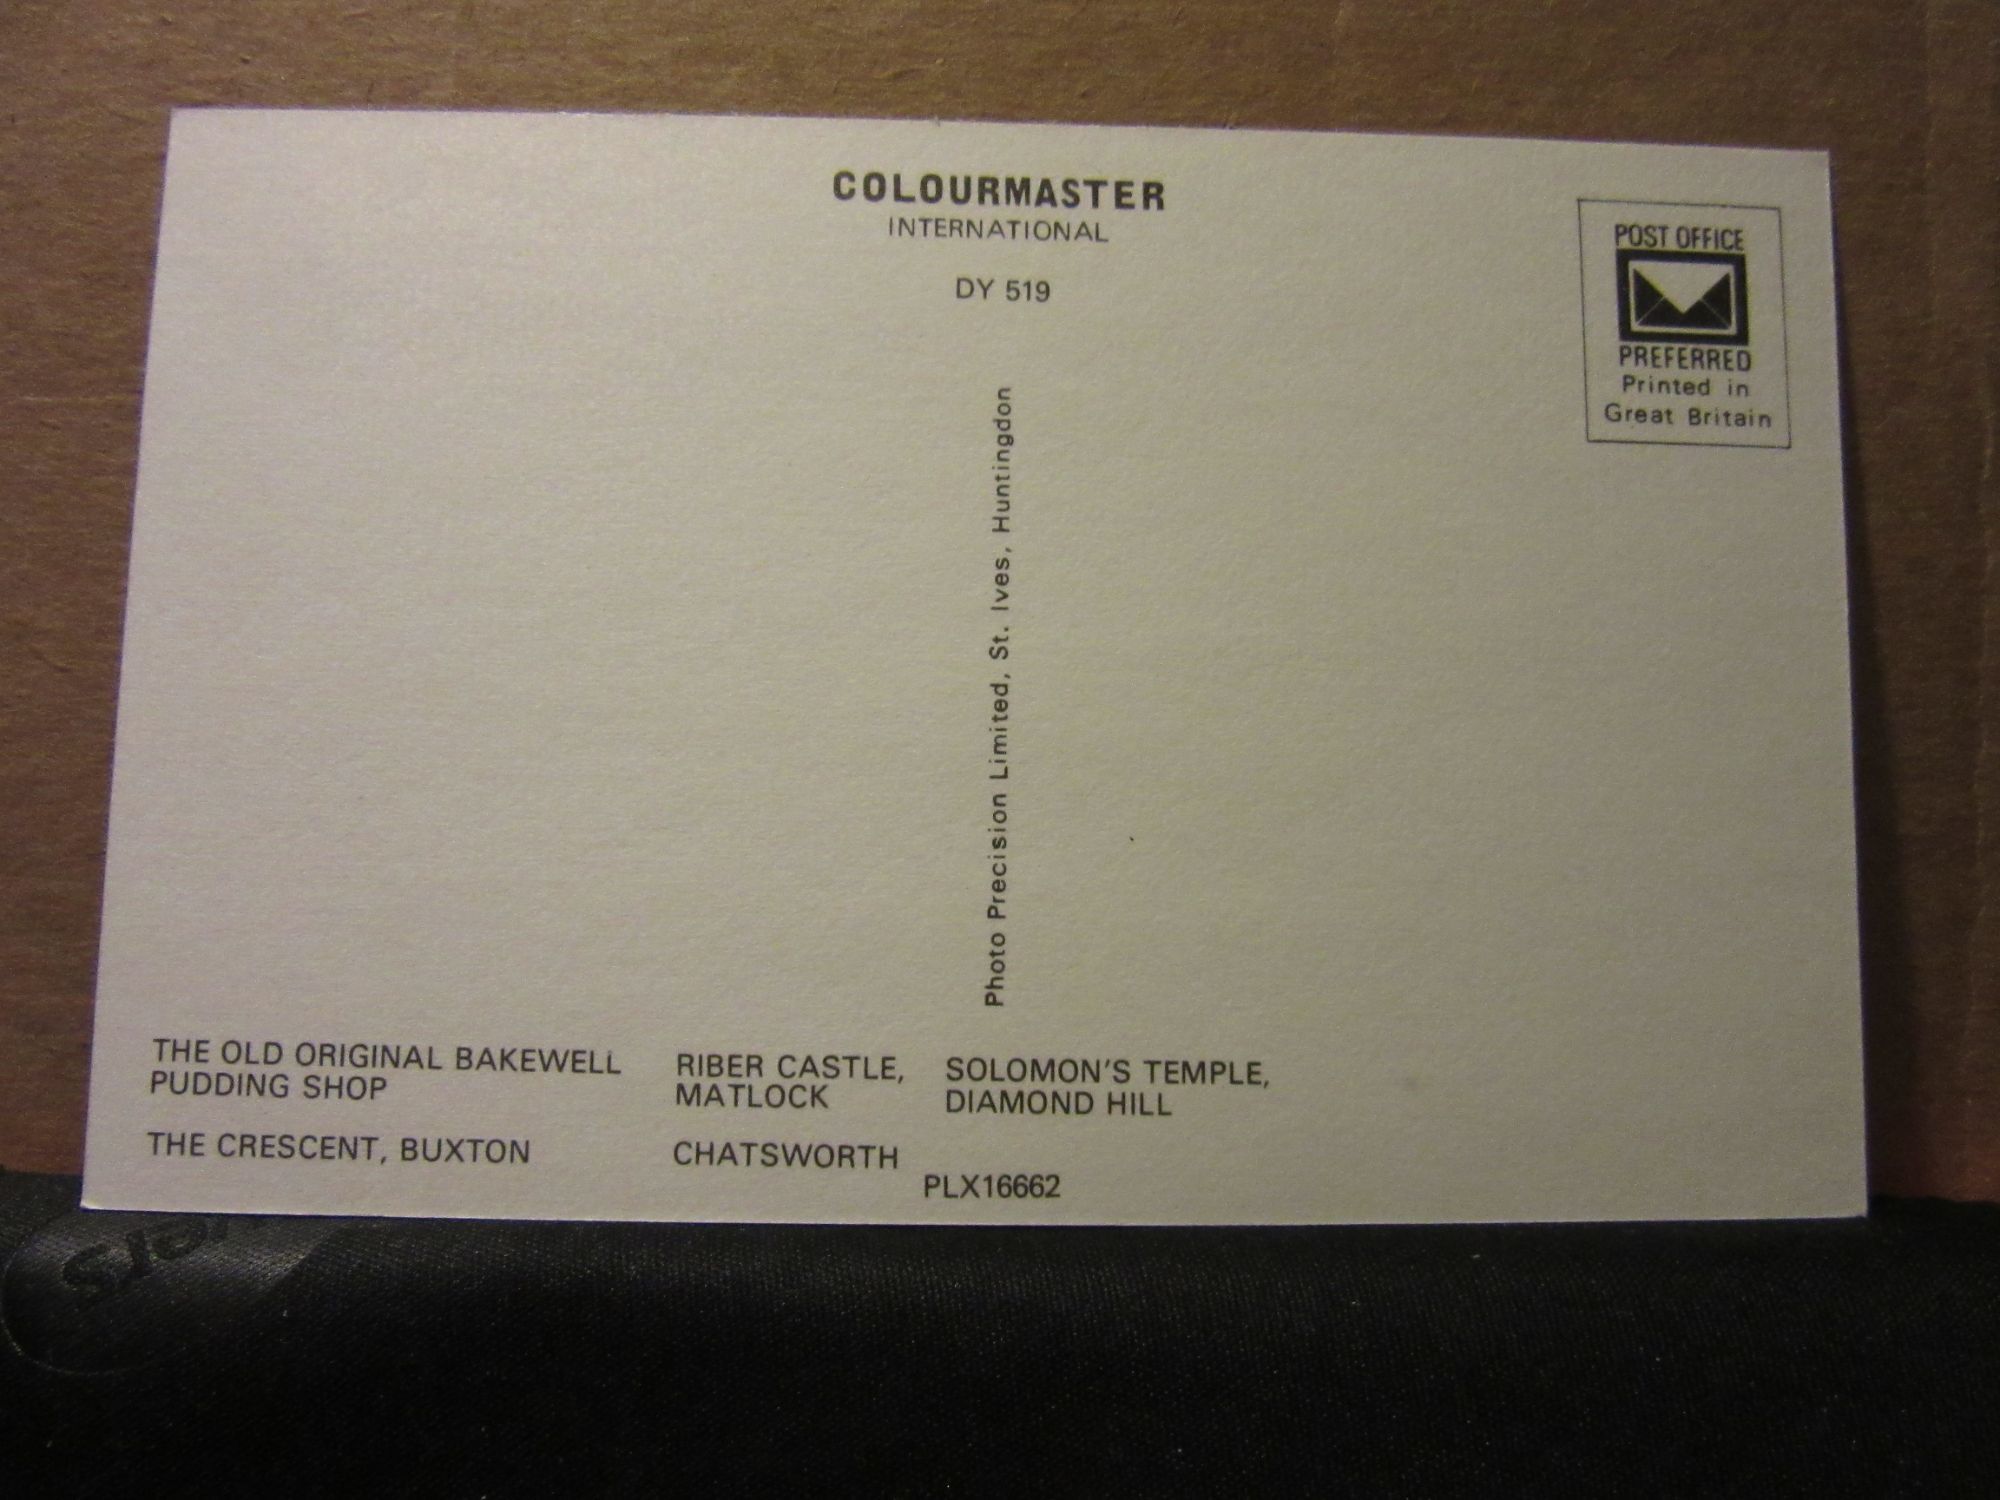 COLOURMASTER
INTERNATIONAL
DY 519
POST OFFICE
PREFERRED
Printed in
Great Britain
Photo Precision Limited, St. Ives, Huntingdon
THE OLD ORIGINAL BAKEWELL
PUDDING SHOP
RIBER CASTLE,
MATLOCK
SOLOMON'S TEMPLE,
DIAMOND HILL
THE CRESCENT, BUXTON
CHATSWORTH
PLX16662